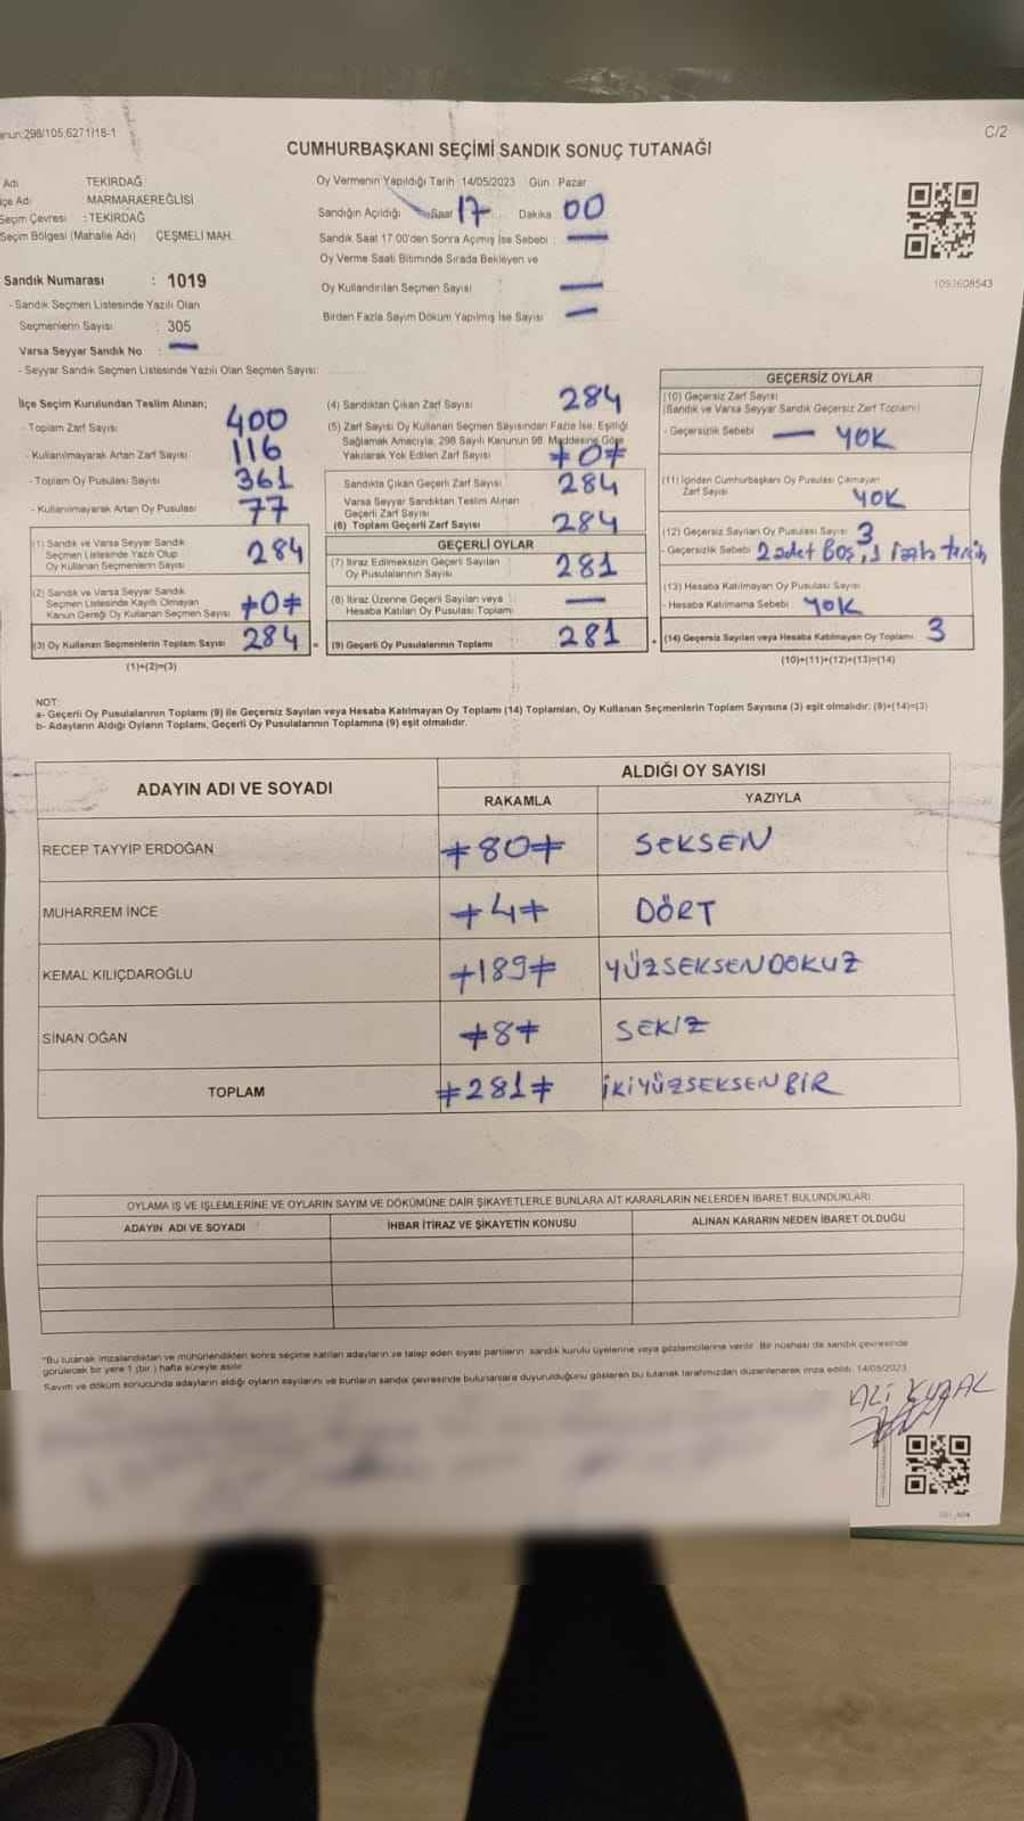 298/105,6271/18-1
C/2
CUMHURBAŞKANI SEÇİMİ SANDIK SONUÇ TUTANAĞI
Adı TEKİRDAĞ
çe Adı MARMARAEREĞLİSİ
Seçim Çevresi : TEKİRDAĞ
Seçim Bölgesi (Mahalle Adı) ÇEŞMELİ MAH.
Oy Vermenin Yapıldığı Tarih :14/05/2023 Gün : Pazar
Sandığın Açıldığı Saat 17 Dakika 00
Sandık Saat 17:00'den Sonra Açımış İse Sebebi : —
Oy Verme Saati Bitiminde Sırada Bekleyen ve
Oy Kullandırılan Seçmen Sayısı : —
Birden Fazla Sayım Döküm Yapılmış İse Sayısı : —
1093608543
Sandık Numarası : 1019
- Sandık Seçmen Listesinde Yazılı Olan
Seçmenlerin Sayısı : 305
Varsa Seyyar Sandık No : —
- Seyyar Sandık Seçmen Listesinde Yazılı Olan Seçmen Sayısı:
İlçe Seçim Kurulundan Teslim Alınan;
- Toplam Zarf Sayısı 400
- Kullanılmayarak Artan Zarf Sayısı 116
- Toplam Oy Pusulası Sayısı 361
- Kullanılmayarak Artan Oy Pusulası 77
(1) Sandık ve Varsa Seyyar Sandık
Seçmen Listesinde Yazılı Olup
Oy Kullanan Seçmenlerin Sayısı 284
(2) Sandık ve Varsa Seyyar Sandık
Seçmen Listesinde Kayıtlı Olmayan
Kanun Gereği Oy Kullanan Seçmen Sayısı ≠0≠
(3) Oy Kullanan Seçmenlerin Toplam Sayısı 284 =
(1)+(2)=(3)
(4) Sandıktan Çıkan Zarf Sayısı 284
(5) Zarf Sayısı Oy Kullanan Seçmen Sayısından Fazla İse, Eşitliği
Sağlamak Amacıyla, 298 Sayılı Kanunun 98. Maddesine Göre
Yakılarak Yok Edilen Zarf Sayısı ≠0≠
Sandıkta Çıkan Geçerli Zarf Sayısı 284
Varsa Seyyar Sandıktan Teslim Alınan
Geçerli Zarf Sayısı
(6) Toplam Geçerli Zarf Sayısı 284
GEÇERLİ OYLAR
(7) İtiraz Edilmeksizin Geçerli Sayılan
Oy Pusulalarının Sayısı 281
(8) İtiraz Üzerine Geçerli Sayılan veya
Hesaba Katılan Oy Pusulası Toplamı —
(9) Geçerli Oy Pusulalarının Toplamı 281
GEÇERSİZ OYLAR
(10) Geçersiz Zarf Sayısı
(Sandık ve Varsa Seyyar Sandık Geçersiz Zarf Toplamı)
- Geçersizlik Sebebi — YOK
(11) İçinden Cumhurbaşkanı Oy Pusulası Çıkmayan
Zarf Sayısı YOK
(12) Geçersiz Sayılan Oy Pusulası Sayısı 3
- Geçersizlik Sebebi 2 adet Boş, 1
(13) Hesaba Katılmayan Oy Pusulası Sayısı
- Hesaba Katılmama Sebebi YOK
(14) Geçersiz Sayılan veya Hesaba Katılmayan Oy Toplamı 3
(10)+(11)+(12)+(13)=(14)
NOT:
a- Geçerli Oy Pusulalarının Toplamı (9) ile Geçersiz Sayılan veya Hesaba Katılmayan Oy Toplamı (14) Toplamları, Oy Kullanan Seçmenlerin Toplam Sayısına (3) eşit olmalıdır. (9)+(14)=(3)
b- Adayların Aldığı Oyların Toplamı, Geçerli Oy Pusulalarının Toplamına (9) eşit olmalıdır.
ADAYIN ADI VE SOYADI
ALDIĞI OY SAYISI
RAKAMLA YAZIYLA
RECEP TAYYİP ERDOĞAN ≠80≠ SEKSEN
MUHARREM İNCE ≠4≠ DÖRT
KEMAL KILIÇDAROĞLU ≠189≠ YÜZSEKSENDOKUZ
SİNAN OĞAN ≠8≠ SEKİZ
TOPLAM ≠281≠ İKİYÜZSEKSENBİR
OYLAMA İŞ VE İŞLEMLERİNE VE OYLARIN SAYIM VE DÖKÜMÜNE DAİR ŞİKAYETLERLE BUNLARA AİT KARARLARIN NELERDEN İBARET BULUNDUKLARI
ADAYIN ADI VE SOYADI İHBAR İTİRAZ VE ŞİKAYETİN KONUSU ALINAN KARARIN NEDEN İBARET OLDUĞU
"Bu tutanak imzalandıktan ve mühürlendikten sonra seçime katılan adayların ve talep eden siyasi partilerin sandık kurulu üyelerine veya gözlemcilerine verilir. Bir nüshası da sandık çevresinde
görülecek bir yere 1 (bir ) hafta süreyle asılır.
Sayım ve döküm sonucunda adayların aldığı oyların sayılarını ve bunların sandık çevresinde bulunanlara duyurulduğunu gösteren bu tutanak tarafımızdan düzenlenerek imza edildi. 14/05/2023
ALİ KURAL